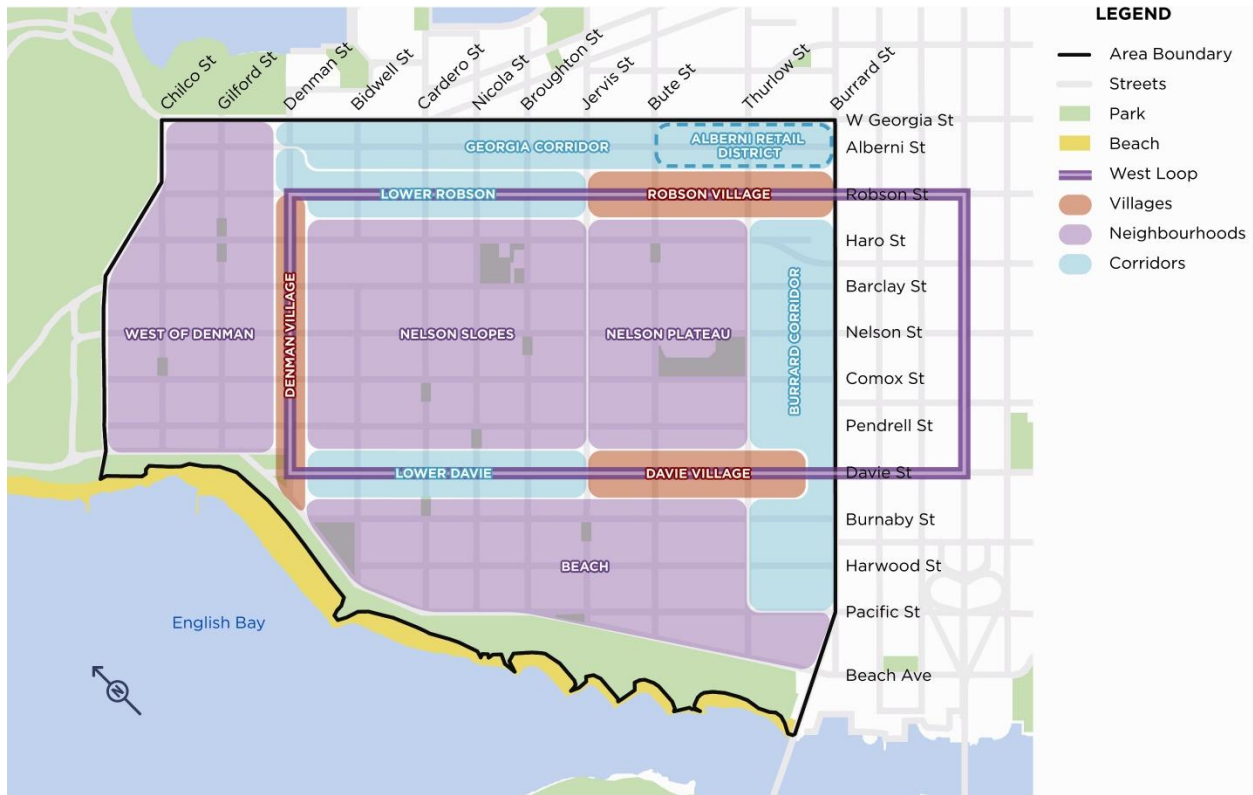 LEGEND
Area Boundary
Streets
Park
Beach
West Loop
Villages
Neighbourhoods
Corridors
Chilco St
Gilford St
Denman St
Bidwell St
Cardero St
Nicola St
Broughton St
Jervis St
Bute St
Thurlow St
Burrard St
W Georgia St
Alberni St
Robson St
Haro St
Barclay St
Nelson St
Comox St
Pendrell St
Davie St
Burnaby St
Harwood St
Pacific St
Beach Ave
GEORGIA CORRIDOR
ALBERNI RETAIL
DISTRICT
LOWER ROBSON
ROBSON VILLAGE
WEST OF DENMAN
DENMAN VILLAGE
NELSON SLOPES
NELSON PLATEAU
BURRARD CORRIDOR
LOWER DAVIE
DAVIE VILLAGE
BEACH
English Bay
N